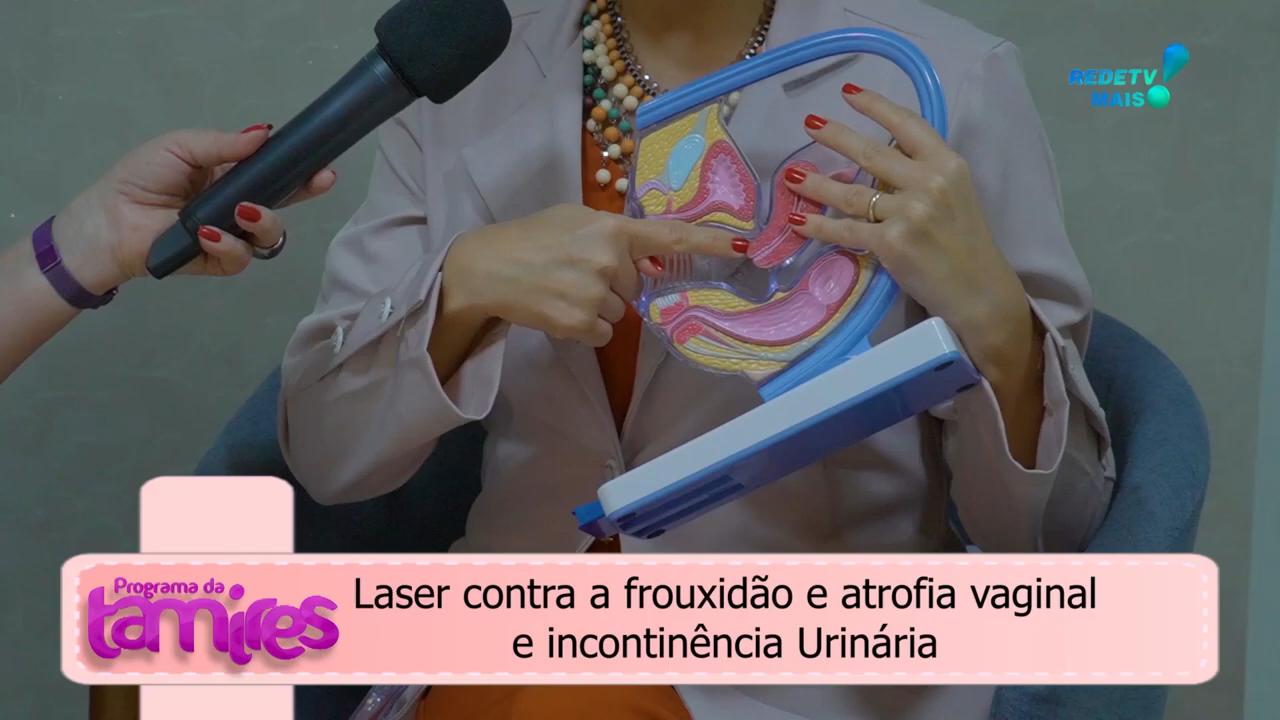 REDETV
MAIS
Programa da
tamires
Laser contra a frouxidão e atrofia vaginal
e incontinência Urinária